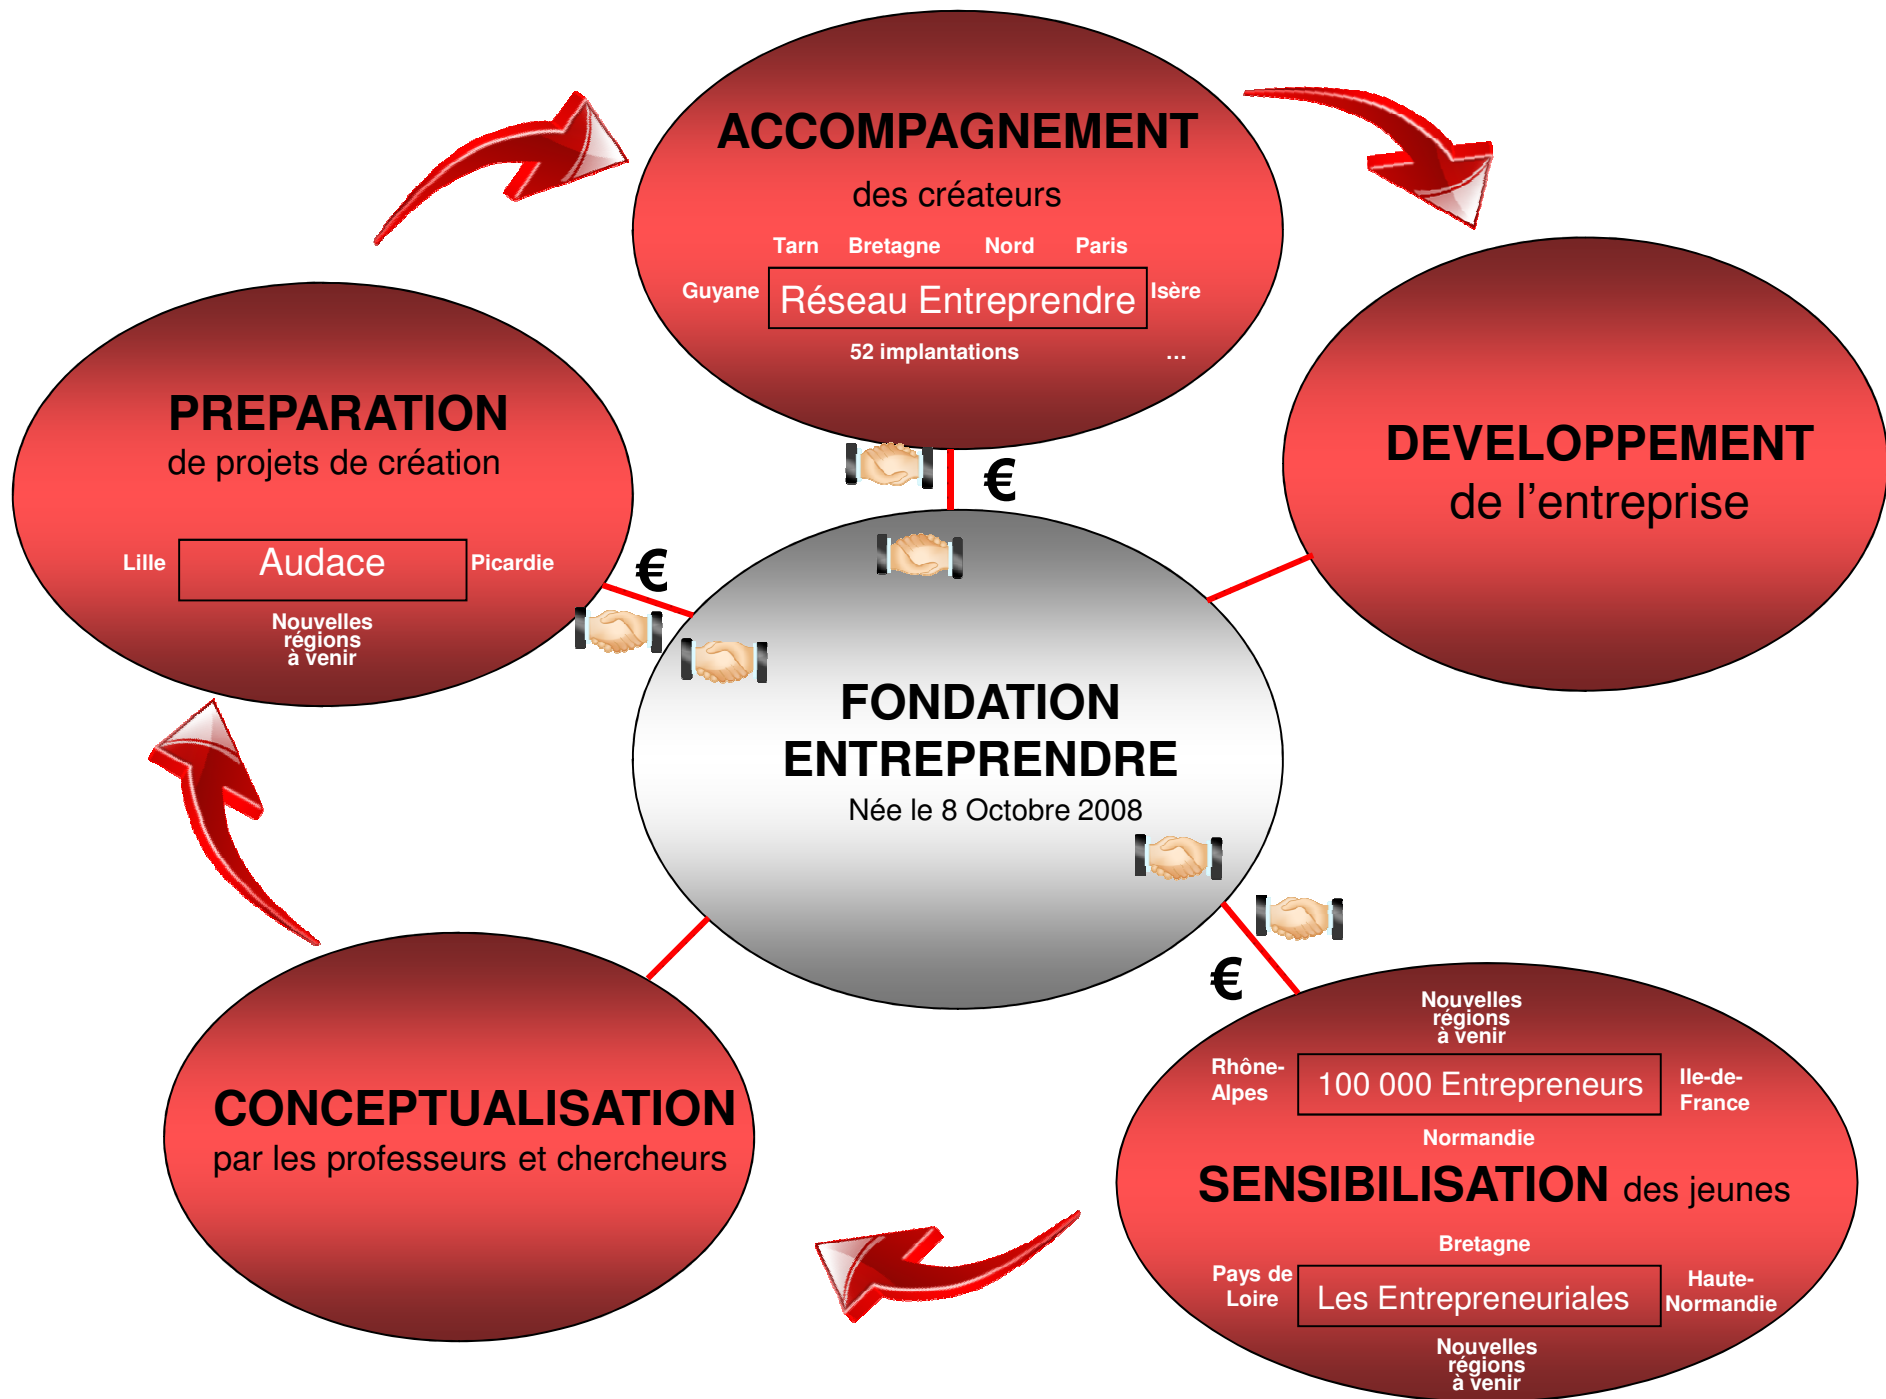 ACCOMPAGNEMENT
des créateurs
Tarn Bretagne Nord Paris
Guyane Réseau Entreprendre Isère
52 implantations ...
PREPARATION
de projets de création
Lille Audace Picardie
Nouvelles
régions
à venir
€
€
DEVELOPPEMENT
de l'entreprise
FONDATION
ENTREPRENDRE
Née le 8 Octobre 2008
€
CONCEPTUALISATION
par les professeurs et chercheurs
Nouvelles
régions
à venir
Rhône-
Alpes
100 000 Entrepreneurs
Ile-de-
France
Normandie
SENSIBILISATION des jeunes
Bretagne
Pays de
Loire
Les Entrepreneuriales
Haute-
Normandie
Nouvelles
régions
à venir